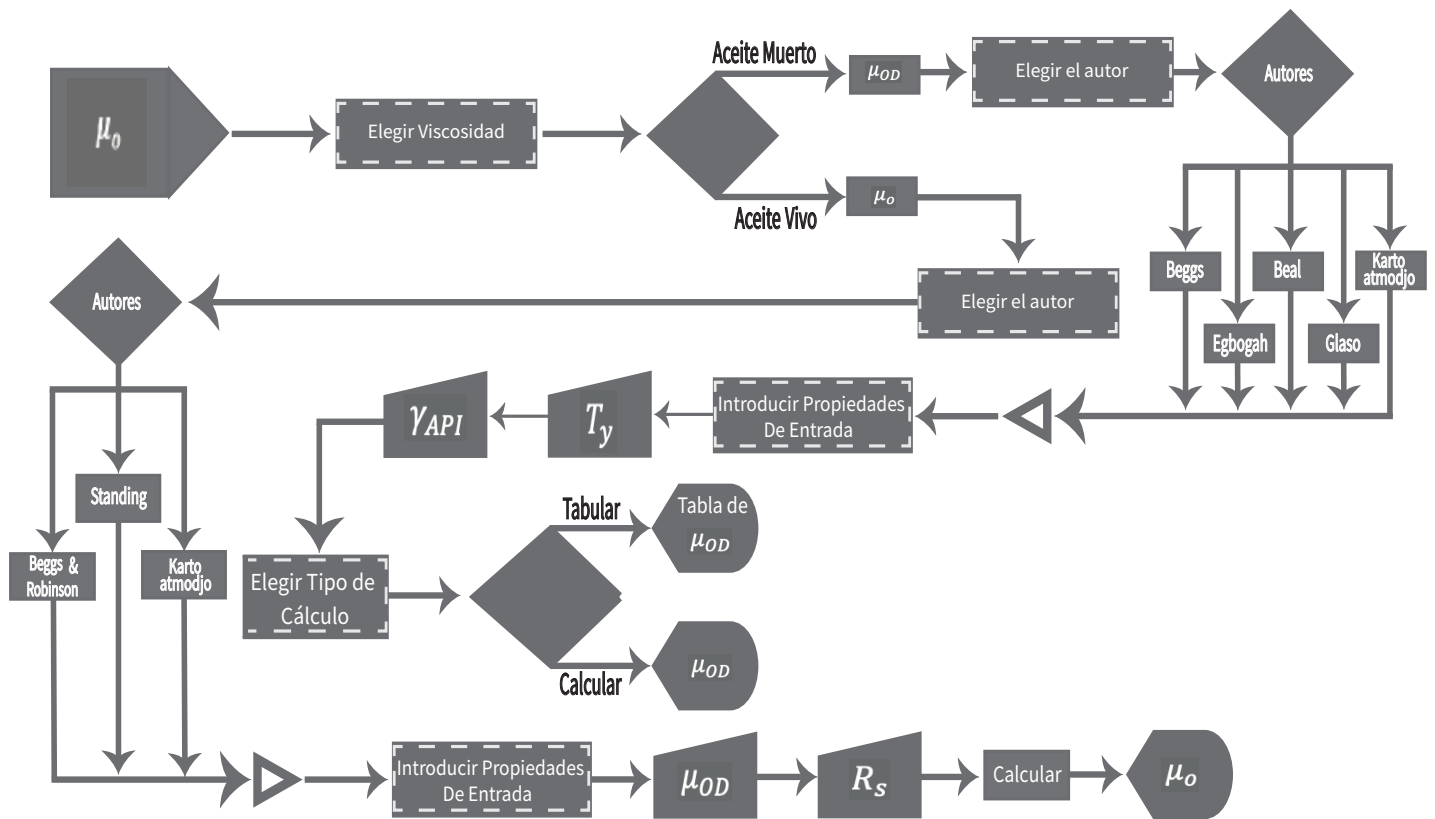 μo
Elegir Viscosidad
Aceite Muerto
μOD
Elegir el autor
Autores
Aceite Vivo
μo
Beggs
Beal
Karto
atmodjo
Egbogah
Glaso
Elegir el autor
Autores
Standing
Beggs &
Robinson
Karto
atmodjo
Introducir Propiedades
De Entrada
Ty
γAPI
Elegir Tipo de
Cálculo
Tabular
Tabla de
μOD
Calcular
μOD
Introducir Propiedades
De Entrada
μOD
Rs
Calcular
μo